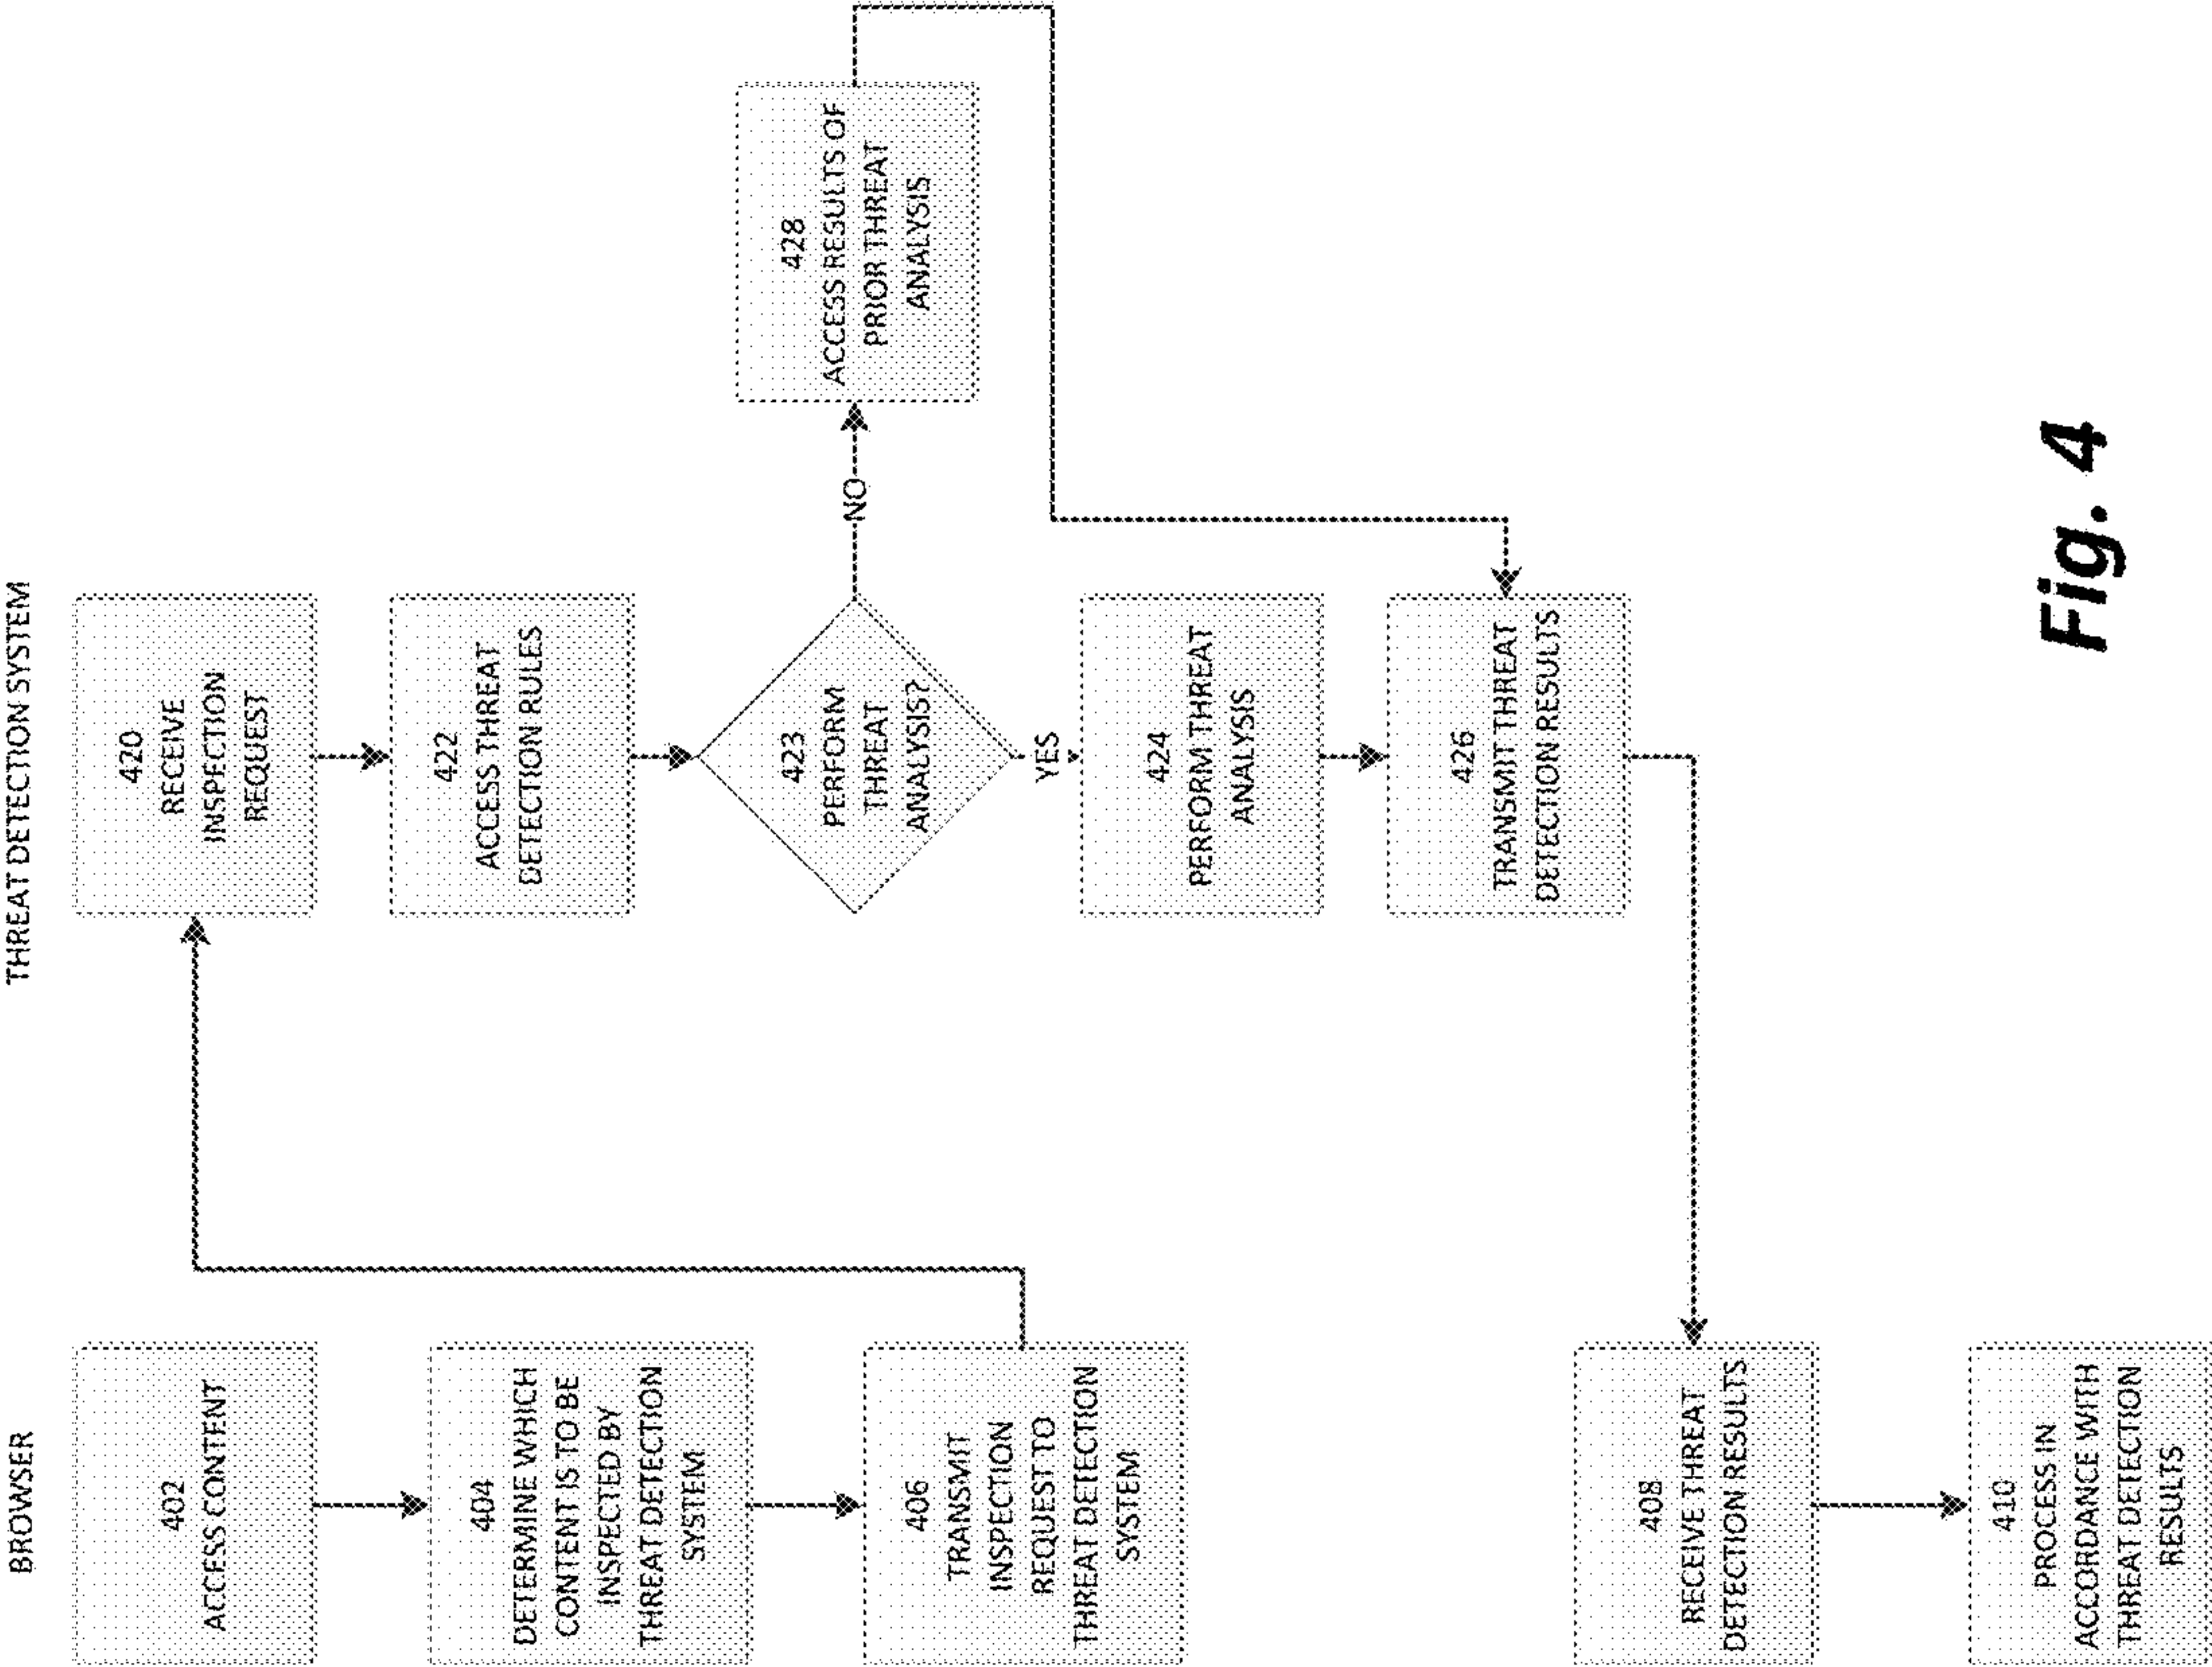 BROWSER
THREAT DETECTION SYSTEM
402
ACCESS CONTENT
404
DETERMINE WHICH
CONTENT IS TO BE
INSPECTED BY
THREAT DETECTION
SYSTEM
406
TRANSMIT
INSPECTION
REQUEST TO
THREAT DETECTION
SYSTEM
420
RECEIVE
INSPECTION
REQUEST
422
ACCESS THREAT
DETECTION RULES
423
PERFORM
THREAT
ANALYSIS?
NO
428
ACCESS RESULTS OF
PRIOR THREAT
ANALYSIS
YES
424
PERFORM THREAT
ANALYSIS
426
TRANSMIT THREAT
DETECTION RESULTS
408
RECEIVE THREAT
DETECTION RESULTS
410
PROCESS IN
ACCORDANCE WITH
THREAT DETECTION
RESULTS
Fig. 4